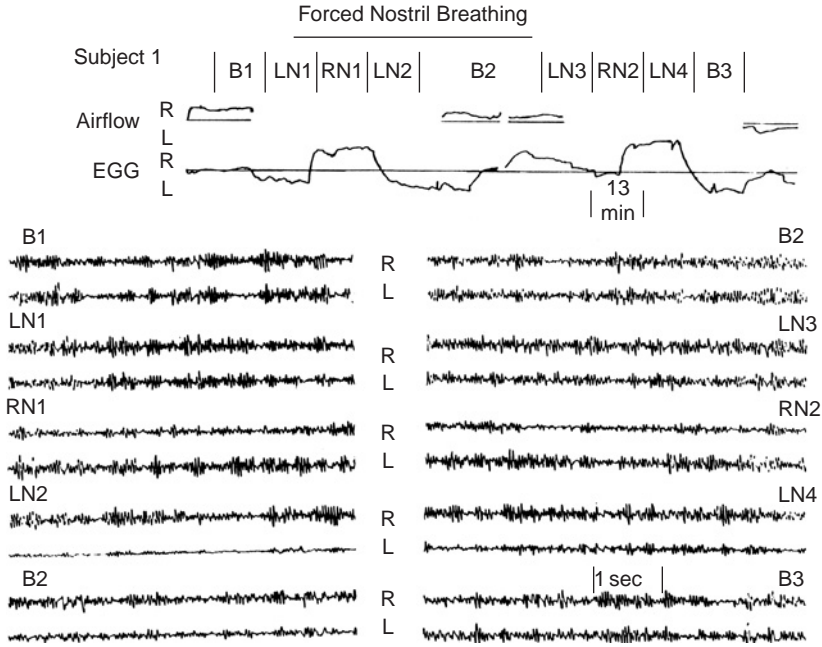 Forced Nostril Breathing
Subject 1
B1 LN1 RN1 LN2 B2 LN3 RN2 LN4 B3
Airflow R
L
EGG R
L
13
min
B1 B2
R
L
LN1 LN3
R
L
RN1 RN2
R
L
LN2 LN4
R
L
B2 1 sec B3
R
L